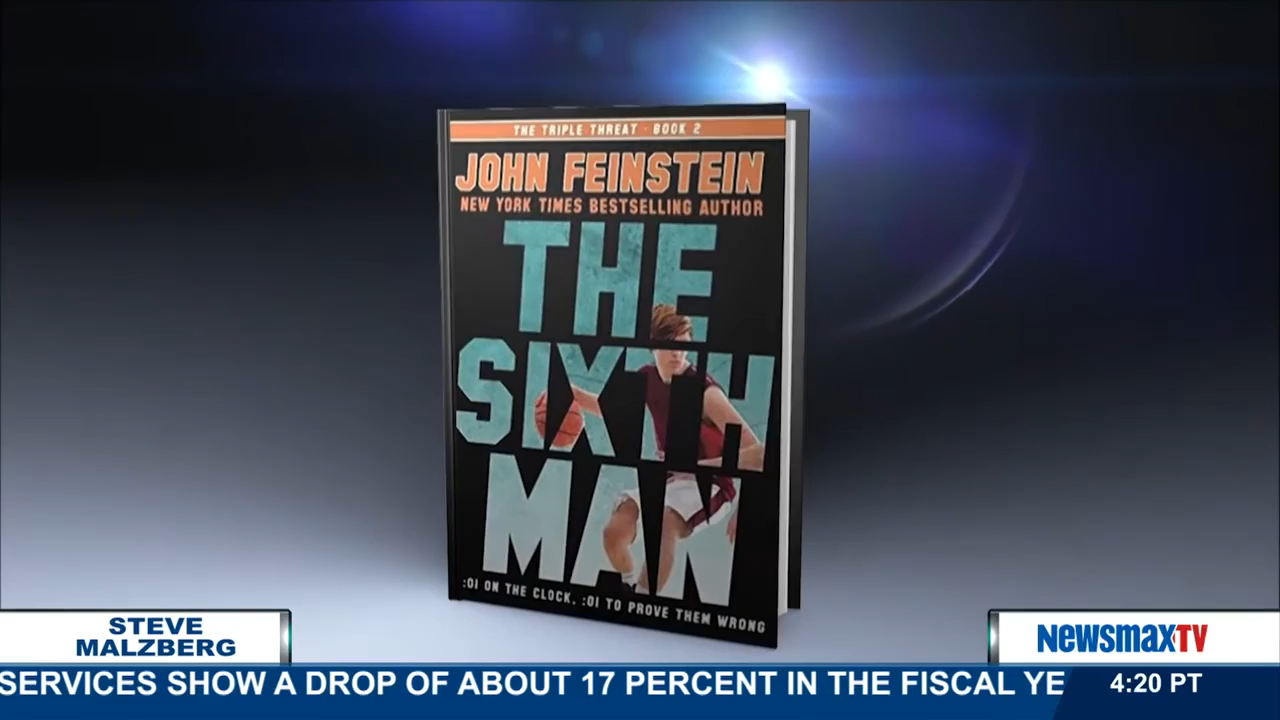 THE TRIPLE THREAT · BOOK 2
JOHN FEINSTEIN
NEW YORK TIMES BESTSELLING AUTHOR
THE
SIXTH
MAN
:01 ON THE CLOCK. :01 TO PROVE THEM WRONG
STEVE
MALZBERG
NEWSMAXTV
SERVICES SHOW A DROP OF ABOUT 17 PERCENT IN THE FISCAL YE
4:20 PT